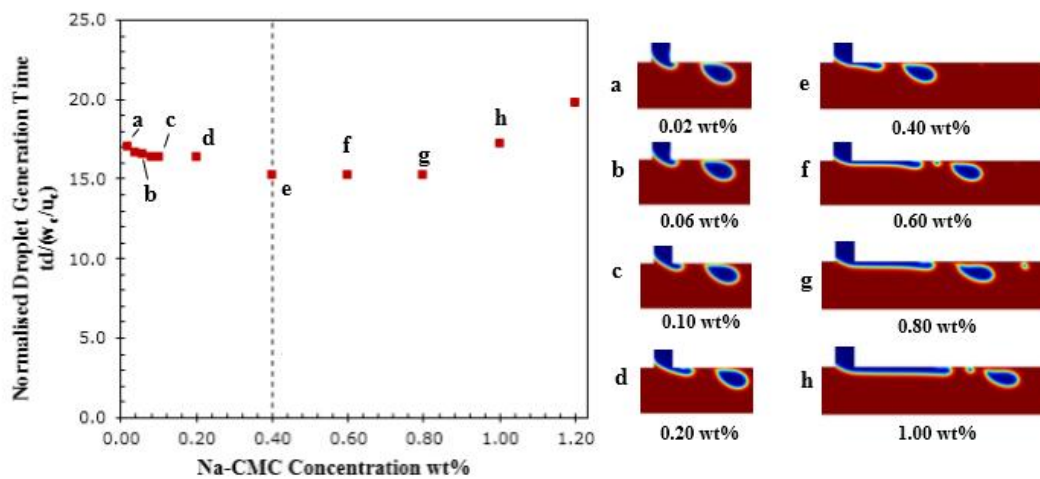 Normalised Droplet Generation Time
td/(wc/uc)
25.0
20.0
15.0
10.0
5.0
0.0
a
c
b
d
e
f
g
h
0.00
0.20
0.40
0.60
0.80
1.00
1.20
Na-CMC Concentration wt%
a
0.02 wt%
b
0.06 wt%
c
0.10 wt%
d
0.20 wt%
e
0.40 wt%
f
0.60 wt%
g
0.80 wt%
h
1.00 wt%